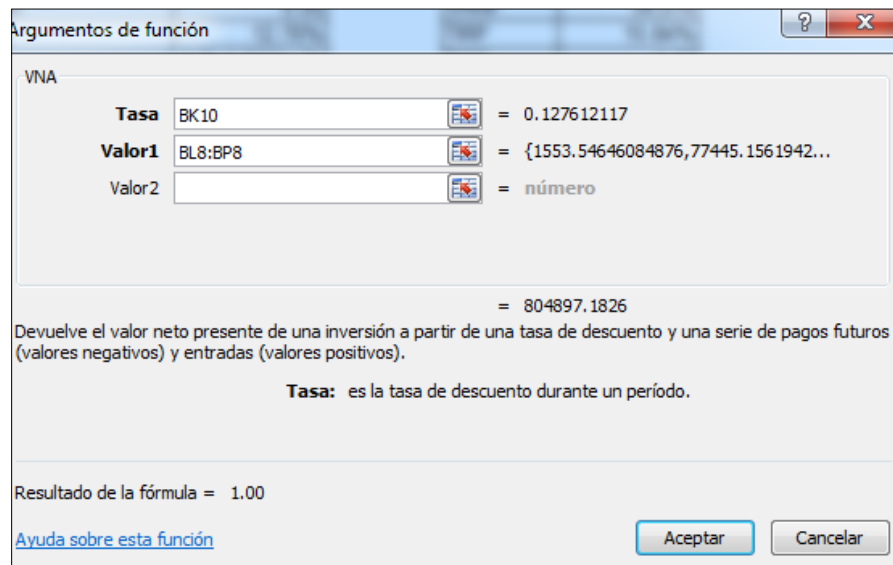 Argumentos de función
?
X
VNA
Tasa BK10 = 0.127612117
Valor1 BL8:BP8 = {1553.54646084876,77445.1561942...
Valor2 = número
= 804897.1826
Devuelve el valor neto presente de una inversión a partir de una tasa de descuento y una serie de pagos futuros
(valores negativos) y entradas (valores positivos).
Tasa: es la tasa de descuento durante un período.
Resultado de la fórmula = 1.00
Ayuda sobre esta función
Aceptar
Cancelar